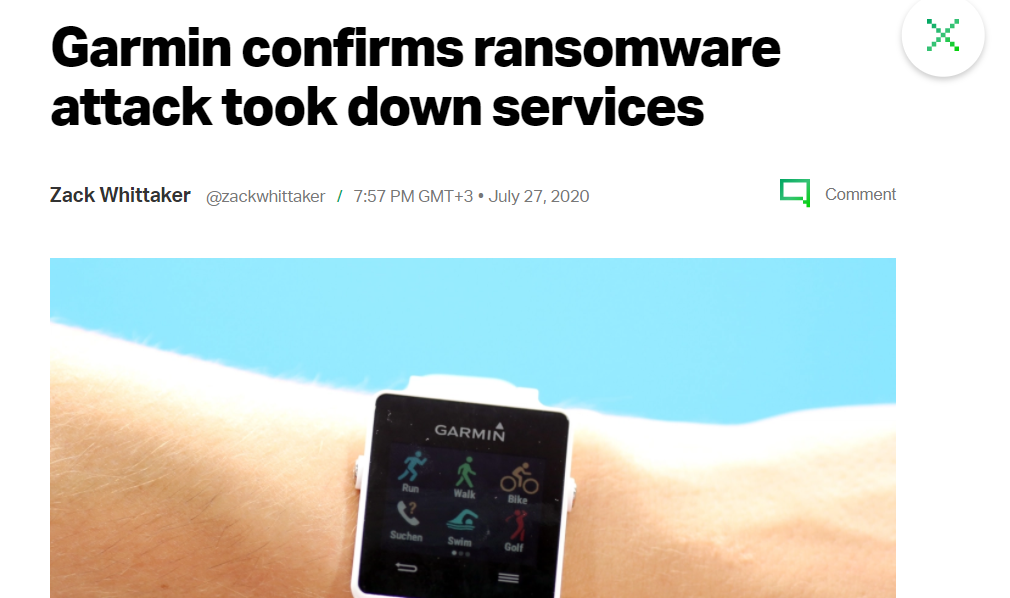 Garmin confirms ransomware
attack took down services
Zack Whittaker @zackwhittaker / 7:57 PM GMT+3 • July 27, 2020
Comment
GARMIN
Run Walk Bike
?
Suchen Swim Golf